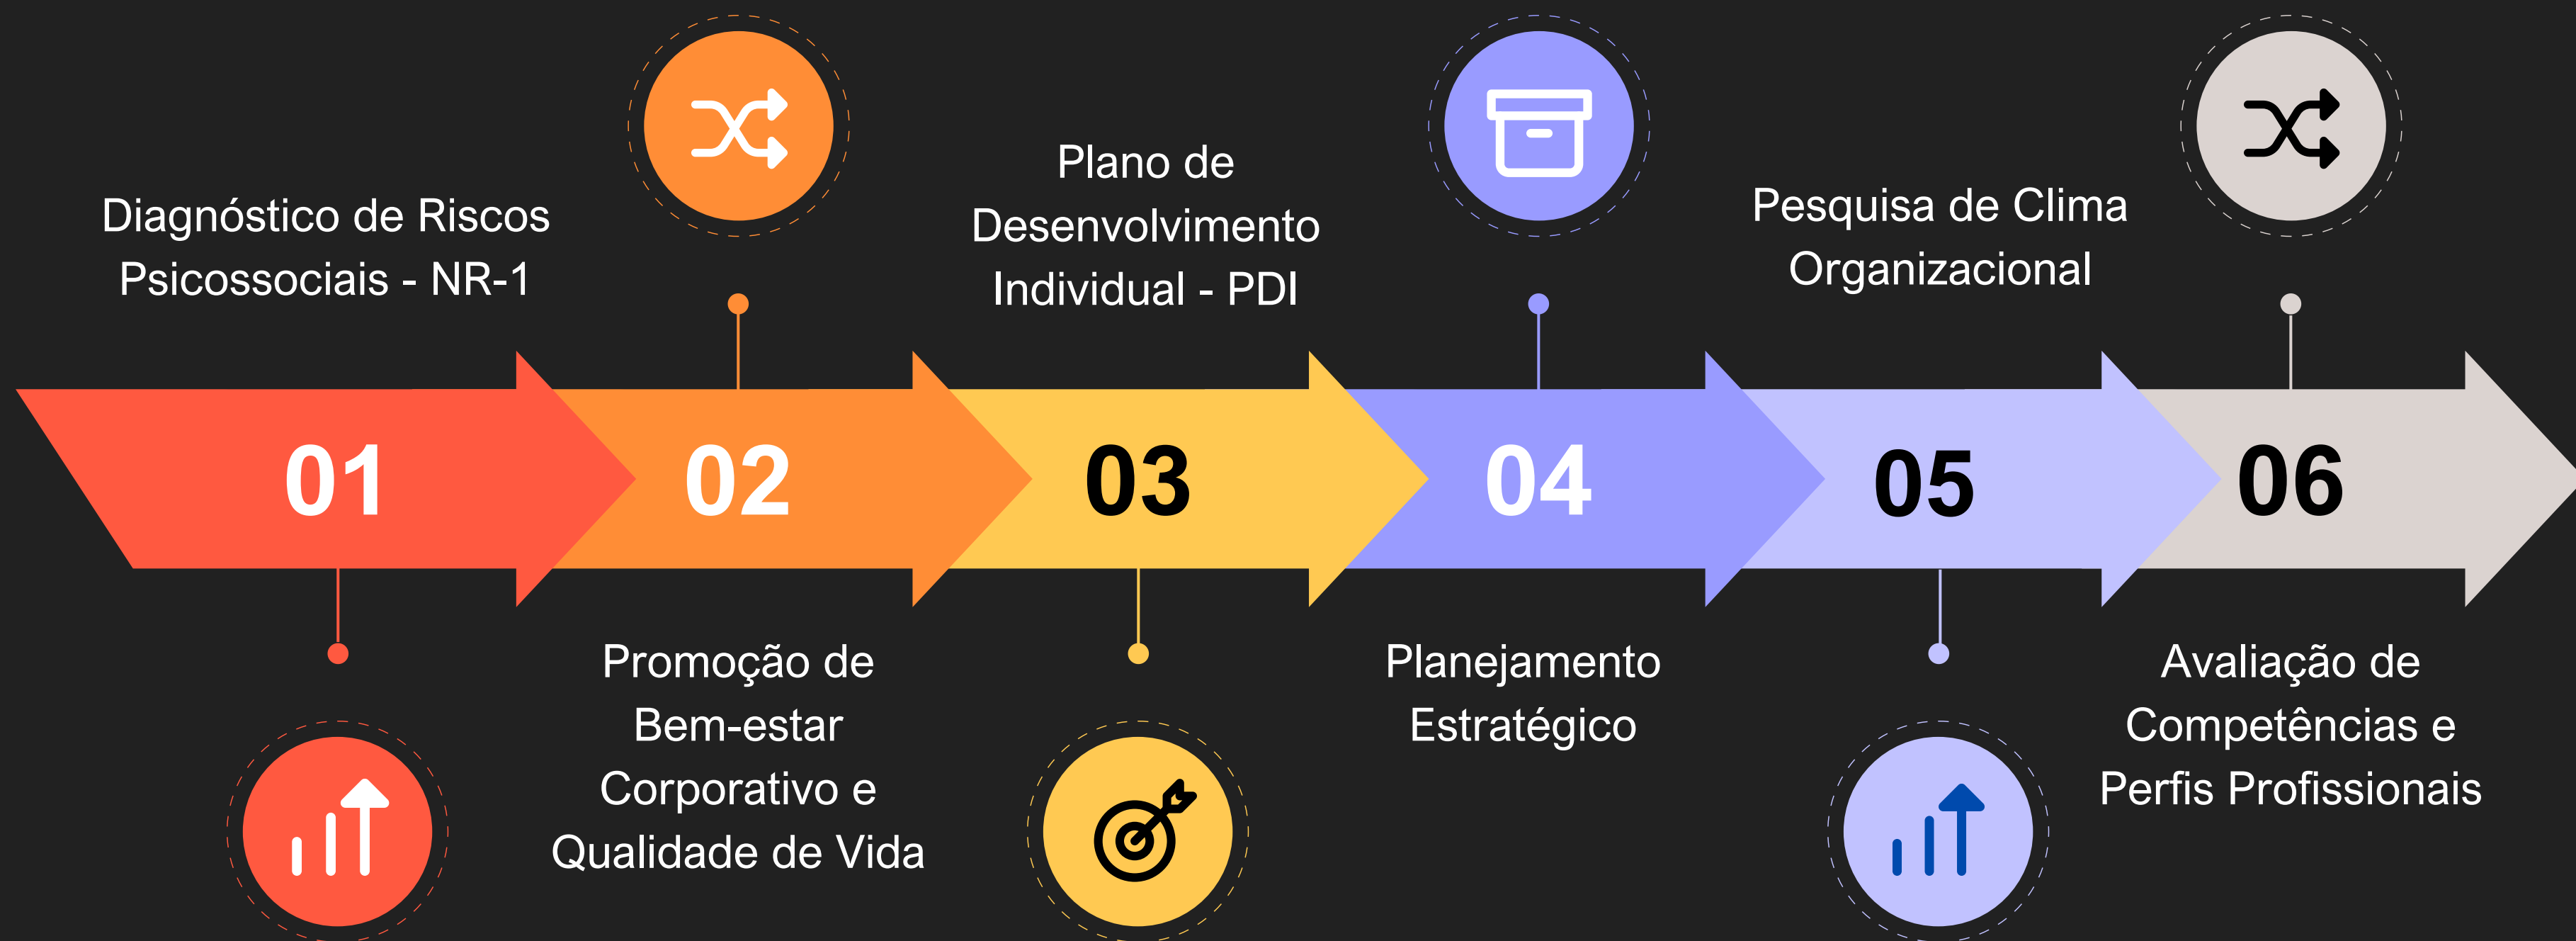 Diagnóstico de Riscos
Psicossociais - NR-1
Plano de
Desenvolvimento
Individual - PDI
Pesquisa de Clima
Organizacional
01
02
03
04
05
06
Promoção de
Bem-estar
Corporativo e
Qualidade de Vida
Planejamento
Estratégico
Avaliação de
Competências e
Perfis Profissionais